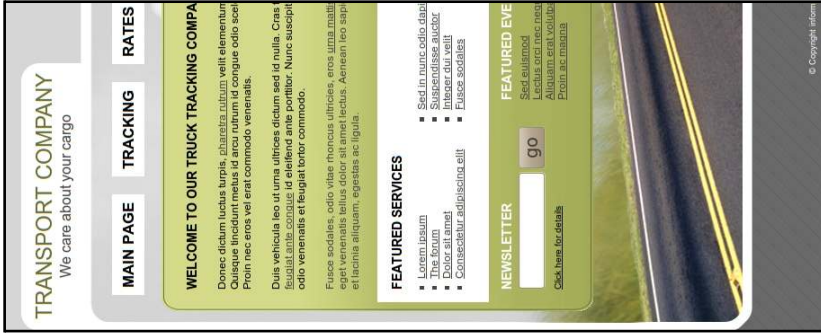 TRANSPORT COMPANY
We care about your cargo
MAIN PAGE
TRACKING
RATES
WELCOME TO OUR TRUCK TRACKING COMPA
Donec dictum luctus turpis, pharetra rutrum velit elementum
Quisque tincidunt metus id arcu rutrum id congue odio scel
Proin nec eros vel erat commodo venenatis.
Duis vehicula leo ut urna ultrices dictum sed id nulla. Cras
feugiat ante congue id eleifend ante porttitor. Nunc suscipit
odio venenatis et feugiat tortor commodo.
Fusce sodales, odio vitae rhoncus ultricies, eros urna mattis
eget venenatis tellus dolor sit amet lectus. Aenean leo sapi
et lacinia aliquam, egestas ac ligula.
FEATURED SERVICES
Lorem ipsum
The forum
Dolor sit amet
Consectetur adipiscing elit
Sed in nunc odio dapi
Suspendisse auctor
Integer dui velit
Fusce sodales
NEWSLETTER
go
Click here for details
FEATURED EVE
Sed euismod
Lectus orci nec neq
Aliquam erat volutp
Proin ac magna
© Copyright inform